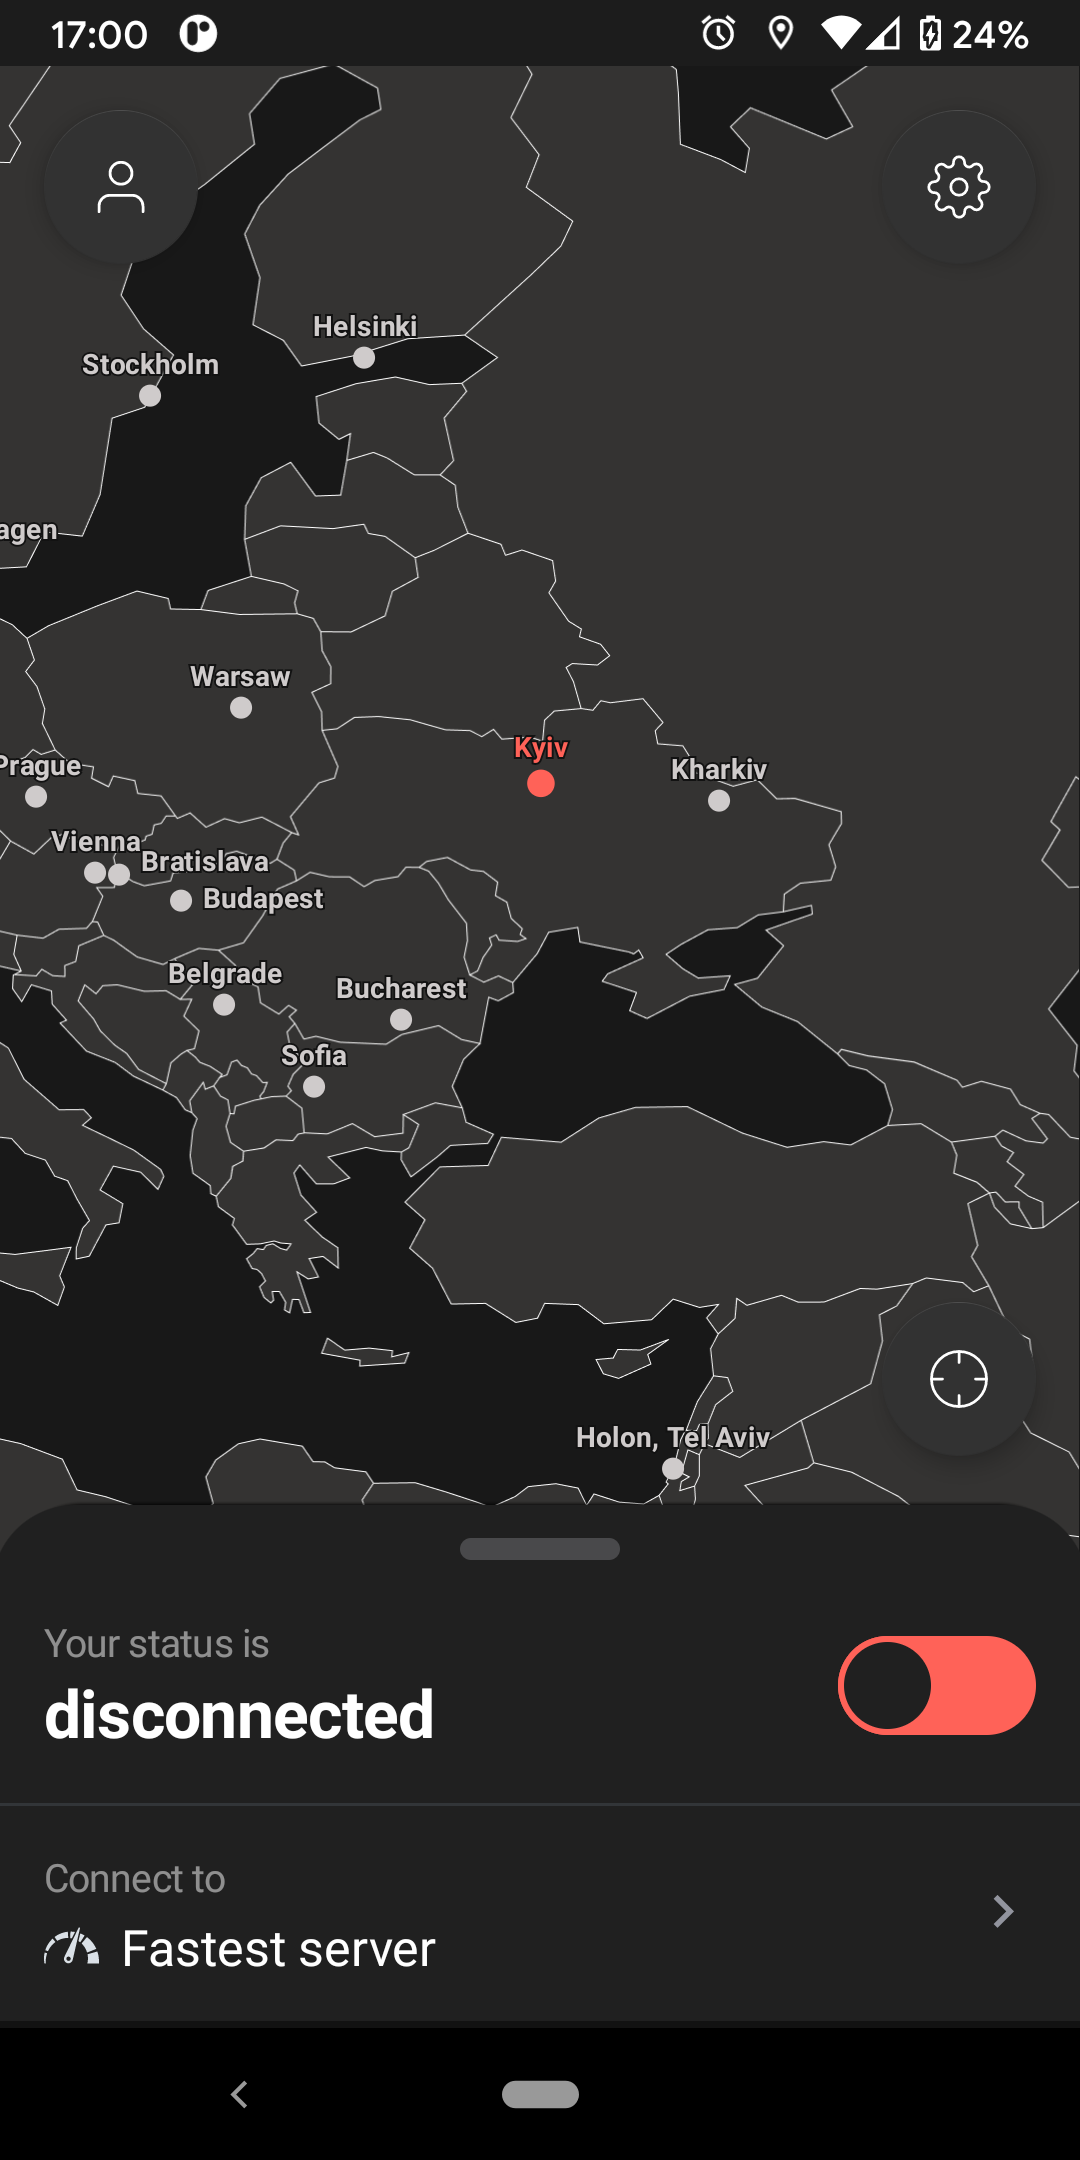 17:00
24%
Helsinki
Stockholm
agen
Warsaw
Kyiv
Prague
Kharkiv
Vienna
Bratislava
Budapest
Belgrade
Bucharest
Sofia
Holon, Tel Aviv
Your status is
disconnected
Connect to
Fastest server